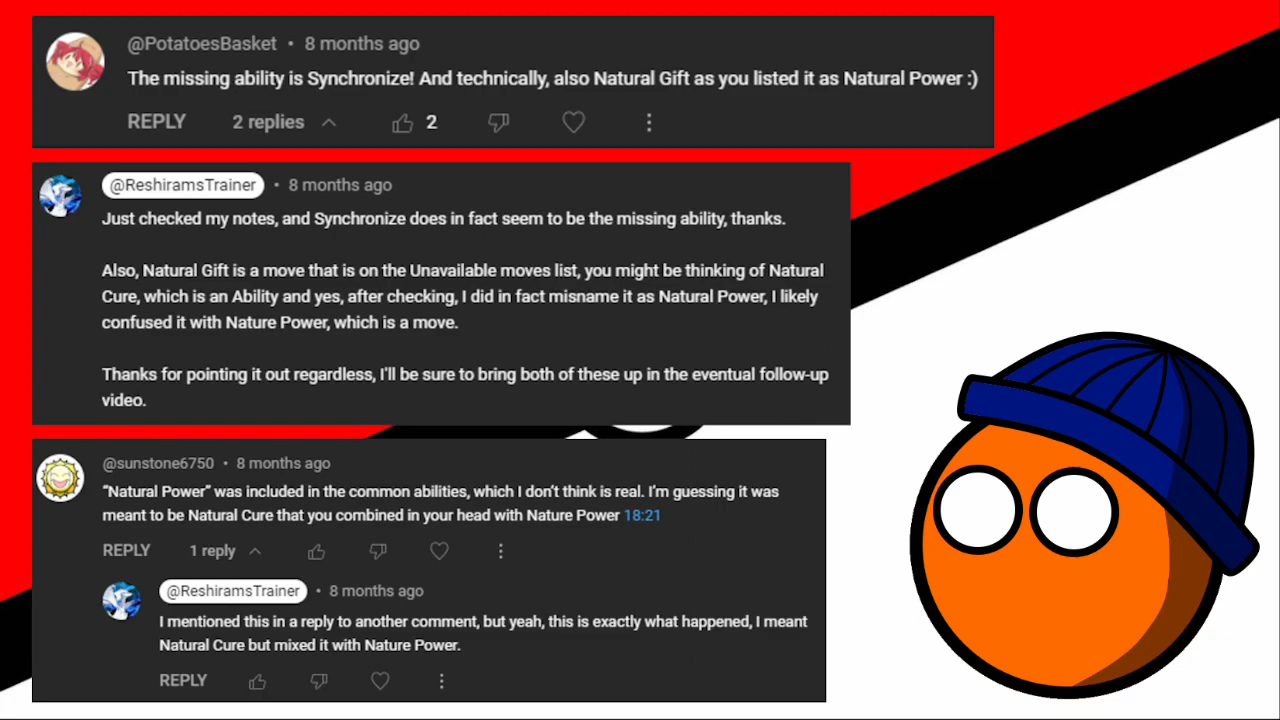 @PotatoesBasket • 8 months ago
The missing ability is Synchronize! And technically, also Natural Gift as you listed it as Natural Power :)
REPLY 2 replies 2
@ReshiramsTrainer • 8 months ago
Just checked my notes, and Synchronize does in fact seem to be the missing ability, thanks.
Also, Natural Gift is a move that is on the Unavailable moves list, you might be thinking of Natural
Cure, which is an Ability and yes, after checking, I did in fact misname it as Natural Power, I likely
confused it with Nature Power, which is a move.
Thanks for pointing it out regardless, I'll be sure to bring both of these up in the eventual follow-up
video.
@sunstone6750 • 8 months ago
“Natural Power” was included in the common abilities, which I don’t think is real. I’m guessing it was
meant to be Natural Cure that you combined in your head with Nature Power 18:21
REPLY 1 reply
@ReshiramsTrainer • 8 months ago
I mentioned this in a reply to another comment, but yeah, this is exactly what happened, I meant
Natural Cure but mixed it with Nature Power.
REPLY